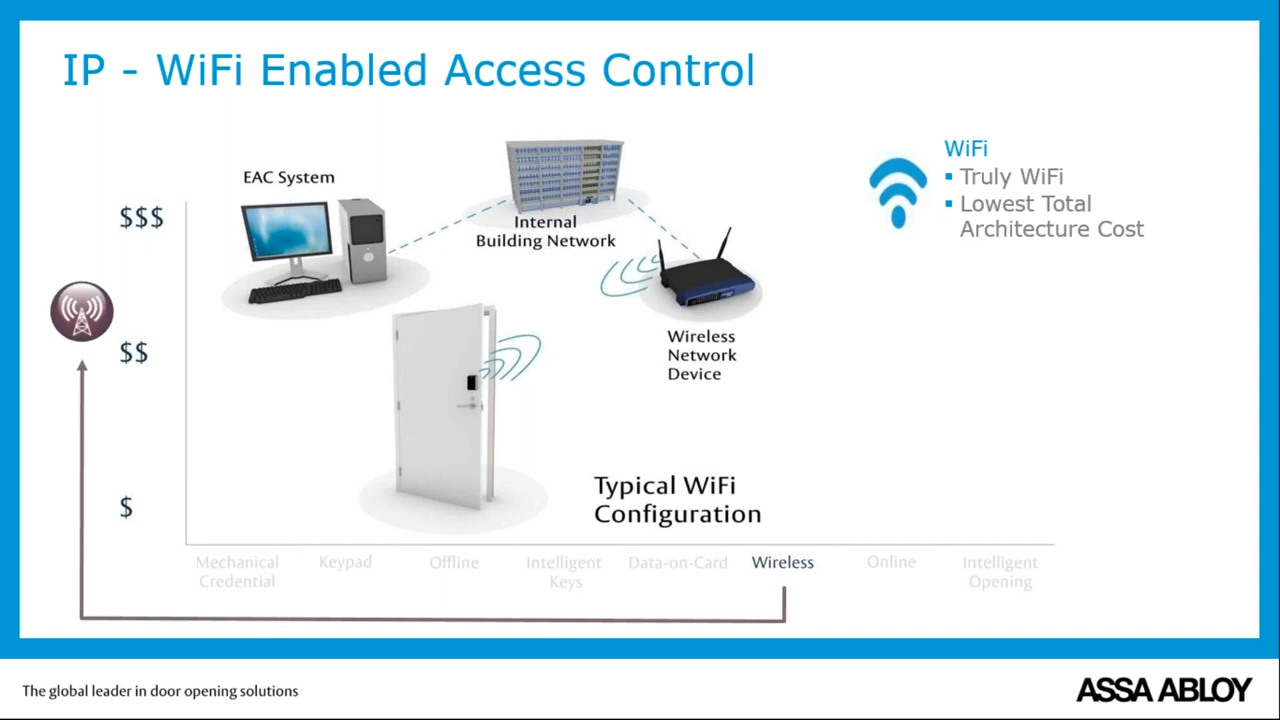 IP - WiFi Enabled Access Control
WiFi
▪ Truly WiFi
▪ Lowest Total
Architecture Cost
EAC System
Internal
Building Network
Wireless
Network
Device
$$$
$$
$
Typical WiFi
Configuration
Mechanical
Credential
Keypad
Offline
Intelligent
Keys
Data-on-Card
Wireless
Online
Intelligent
Opening
The global leader in door opening solutions
ASSA ABLOY